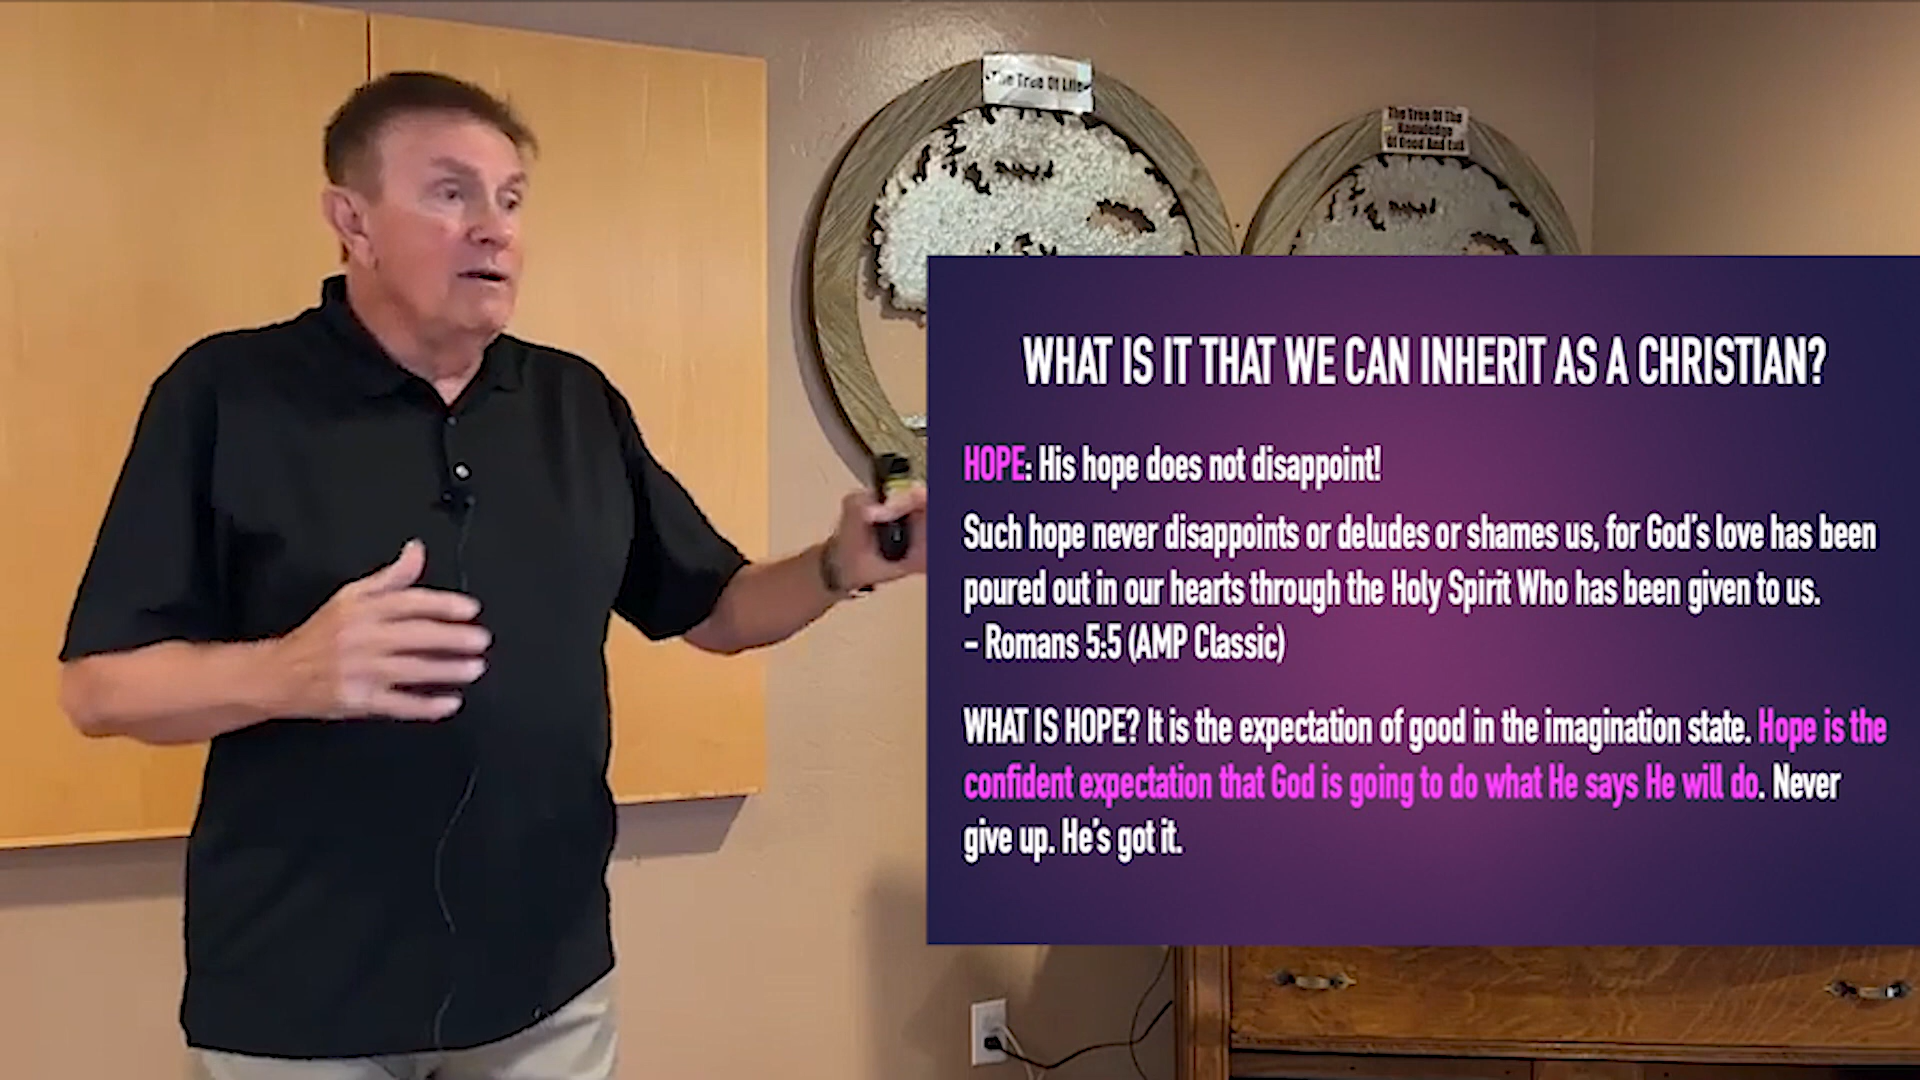 The Tree Of Life
The Tree Of The
Knowledge
Of Good And Evil
WHAT IS IT THAT WE CAN INHERIT AS A CHRISTIAN?
HOPE: His hope does not disappoint!
Such hope never disappoints or deludes or shames us, for God's love has been
poured out in our hearts through the Holy Spirit Who has been given to us.
– Romans 5:5 (AMP Classic)
WHAT IS HOPE? It is the expectation of good in the imagination state. Hope is the
confident expectation that God is going to do what He says He will do. Never
give up. He's got it.